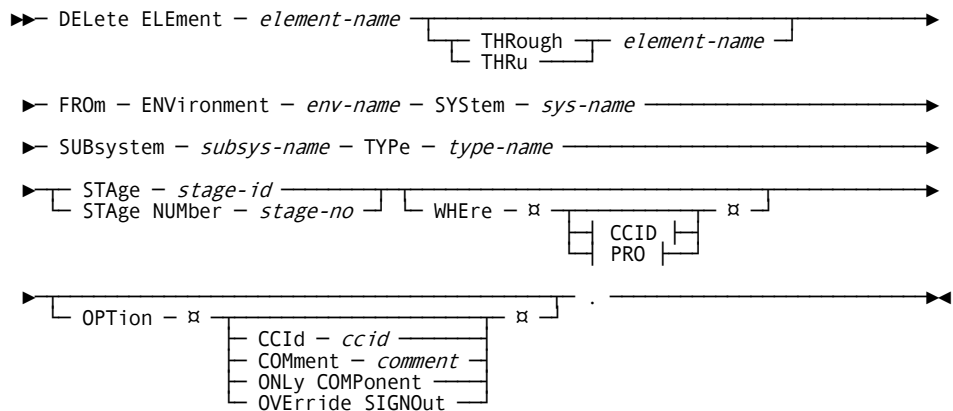 DELete ELEment – element-name
THRough
THRu
element-name
FROm – ENVironment – env-name – SYStem – sys-name
SUBsystem – subsys-name – TYPe – type-name
STAge – stage-id
STAge NUMber – stage-no
WHEre – ¤ ¤
CCID
PRO
OPTion – ¤ ¤ .
CCId – ccid
COMment – comment
ONLy COMPonent
OVErride SIGNOut